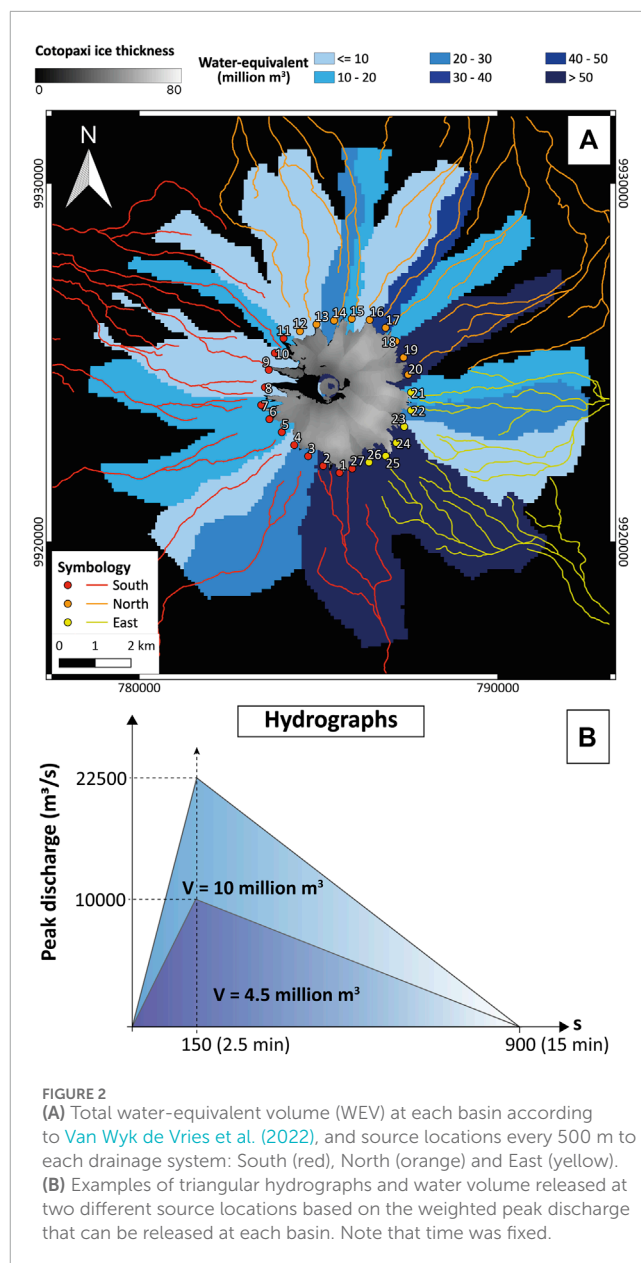 Cotopaxi ice thickness
0 80
Water-equivalent
(million m³)
<= 10
10 - 20
20 - 30
30 - 40
40 - 50
> 50
A
N
9930000
9930000
9920000
9920000
11
12
13
14
15
16
17
18
19
20
21
22
23
24
25
26
27
1
2
3
4
5
6
7
8
9
10
Symbology
South
North
East
0 1 2 km
780000 790000
Hydrographs
B
Peak discharge (m³/s)
22500
10000
V = 10 million m³
V = 4.5 million m³
s
150 (2.5 min) 900 (15 min)
FIGURE 2
(A) Total water-equivalent volume (WEV) at each basin according
to Van Wyk de Vries et al. (2022), and source locations every 500 m to
each drainage system: South (red), North (orange) and East (yellow).
(B) Examples of triangular hydrographs and water volume released at
two different source locations based on the weighted peak discharge
that can be released at each basin. Note that time was fixed.